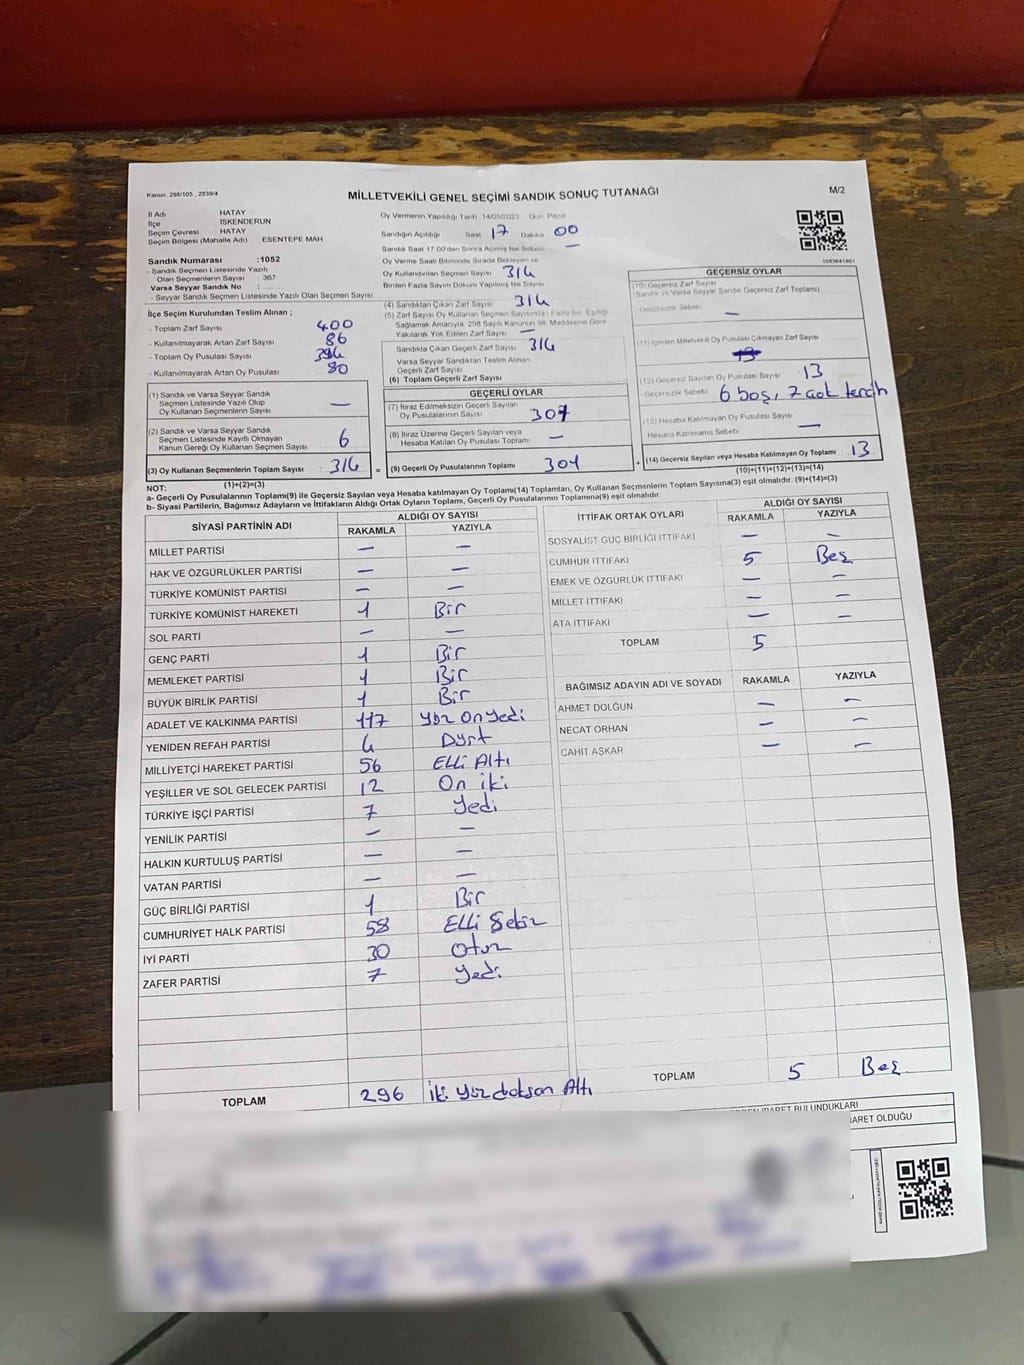 Kanun, 298/105 , 2839/4
MİLLETVEKİLİ GENEL SEÇİMİ SANDIK SONUÇ TUTANAĞI
M/2
İl Adı HATAY
İlçe İSKENDERUN
Seçim Çevresi : HATAY
Seçim Bölgesi (Mahalle Adı) ESENTEPE MAH
Sandık Numarası :1052
- Sandık Seçmen Listesinde Yazılı
Olan Seçmenlerin Sayısı : 367
Varsa Seyyar Sandık No :
- Seyyar Sandık Seçmen Listesinde Yazılı Olan Seçmen Sayısı
İlçe Seçim Kurulundan Teslim Alınan ;
- Toplam Zarf Sayısı 400
- Kullanılmayarak Artan Zarf Sayısı 86
- Toplam Oy Pusulası Sayısı
- Kullanılmayarak Artan Oy Pusulası 80
(1) Sandık ve Varsa Seyyar Sandık
Seçmen Listesinde Yazılı Olup
Oy Kullanan Seçmenlerin Sayısı —
(2) Sandık ve Varsa Seyyar Sandık
Seçmen Listesinde Kayıtlı Olmayan
Kanun Gereği Oy Kullanan Seçmen Sayısı 6
(3) Oy Kullanan Seçmenlerin Toplam Sayısı 314 =
(1)+(2)=(3)
Oy Vermenin Yapıldığı Tarih 14/05/2023 Gün Pazar
Sandığın Açıldığı Saat 17 Dakika 00
Sandık Saat 17.00'den Sonra Açılmış İse Sebebi —
Oy Verme Saati Bitiminde Sırada Bekleyen ve
Oy Kullandırılan Seçmen Sayısı 314
Birden Fazla Sayım Döküm Yapılmış İse Sayısı
(4) Sandıktan Çıkan Zarf Sayısı 314
(5) Zarf Sayısı Oy Kullanan Seçmen Sayısından Fazla İse, Eşitliği
Sağlamak Amacıyla, 298 Sayılı Kanunun 98. Maddesine Göre
Yakılarak Yok Edilen Zarf Sayısı —
Sandıkta Çıkan Geçerli Zarf Sayısı 314
Varsa Seyyar Sandıktan Teslim Alınan
Geçerli Zarf Sayısı
(6) Toplam Geçerli Zarf Sayısı
GEÇERLİ OYLAR
(7) İtiraz Edilmeksizin Geçerli Sayılan
Oy Pusulalarının Sayısı
(8) İtiraz Üzerine Geçerli Sayılan veya
Hesaba Katılan Oy Pusulası Toplamı —
(9) Geçerli Oy Pusulalarının Toplamı 301 +
1083641801
GEÇERSİZ OYLAR
(10) Geçersiz Zarf Sayısı
(Sandık ve Varsa Seyyar Sandık Geçersiz Zarf Toplamı)
Geçersizlik Sebebi —
(11) İçinden Milletvekili Oy Pusulası Çıkmayan Zarf Sayısı
(12) Geçersiz Sayılan Oy Pusulası Sayısı 13
Geçersizlik Sebebi 6 boş, 7 çok tercih
(13) Hesaba Katılmayan Oy Pusulası Sayısı —
Hesaba Katılmama Sebebi
(14) Geçersiz Sayılan veya Hesaba Katılmayan Oy Toplamı 13
(10)+(11)+(12)+(13)=(14)
NOT:
a- Geçerli Oy Pusulalarının Toplamı(9) ile Geçersiz Sayılan veya Hesaba katılmayan Oy Toplamı(14) Toplamları, Oy Kullanan Seçmenlerin Toplam Sayısına(3) eşit olmalıdır. (9)+(14)=(3)
b- Siyasi Partilerin, Bağımsız Adayların ve İttifakların Aldığı Ortak Oyların Toplamı, Geçerli Oy Pusulalarının Toplamına(9) eşit olmalıdır.
SİYASİ PARTİNİN ADI ALDIĞI OY SAYISI
RAKAMLA YAZIYLA
MİLLET PARTİSİ — —
HAK VE ÖZGÜRLÜKLER PARTİSİ — —
TÜRKİYE KOMÜNİST PARTİSİ — —
TÜRKİYE KOMÜNİST HAREKETİ 1 Bir
SOL PARTİ — —
GENÇ PARTİ 1 Bir
MEMLEKET PARTİSİ 1 Bir
BÜYÜK BİRLİK PARTİSİ 1 Bir
ADALET VE KALKINMA PARTİSİ 117 Yüz On yedi
YENİDEN REFAH PARTİSİ 4 Dört
MİLLİYETÇİ HAREKET PARTİSİ 56 Elli Altı
YEŞİLLER VE SOL GELECEK PARTİSİ 12 On iki
TÜRKİYE İŞÇİ PARTİSİ 7 Yedi
YENİLİK PARTİSİ — —
HALKIN KURTULUŞ PARTİSİ — —
VATAN PARTİSİ — —
GÜÇ BİRLİĞİ PARTİSİ 1 Bir
CUMHURİYET HALK PARTİSİ 58 Elli Sekiz
İYİ PARTİ 30 Otuz
ZAFER PARTİSİ 7 Yedi
TOPLAM 296 İki Yüz doksan Altı
İTTİFAK ORTAK OYLARI ALDIĞI OY SAYISI
RAKAMLA YAZIYLA
SOSYALİST GÜÇ BİRLİĞİ İTTİFAKI — —
CUMHUR İTTİFAKI 5 Beş
EMEK VE ÖZGÜRLÜK İTTİFAKI — —
MİLLET İTTİFAKI — —
ATA İTTİFAKI — —
TOPLAM 5
BAĞIMSIZ ADAYIN ADI VE SOYADI RAKAMLA YAZIYLA
AHMET DOLĞUN — —
NECAT ORHAN — —
CAHİT AŞKAR — —
TOPLAM 5 Beş
BULUNDUKLARI
OLDUĞU